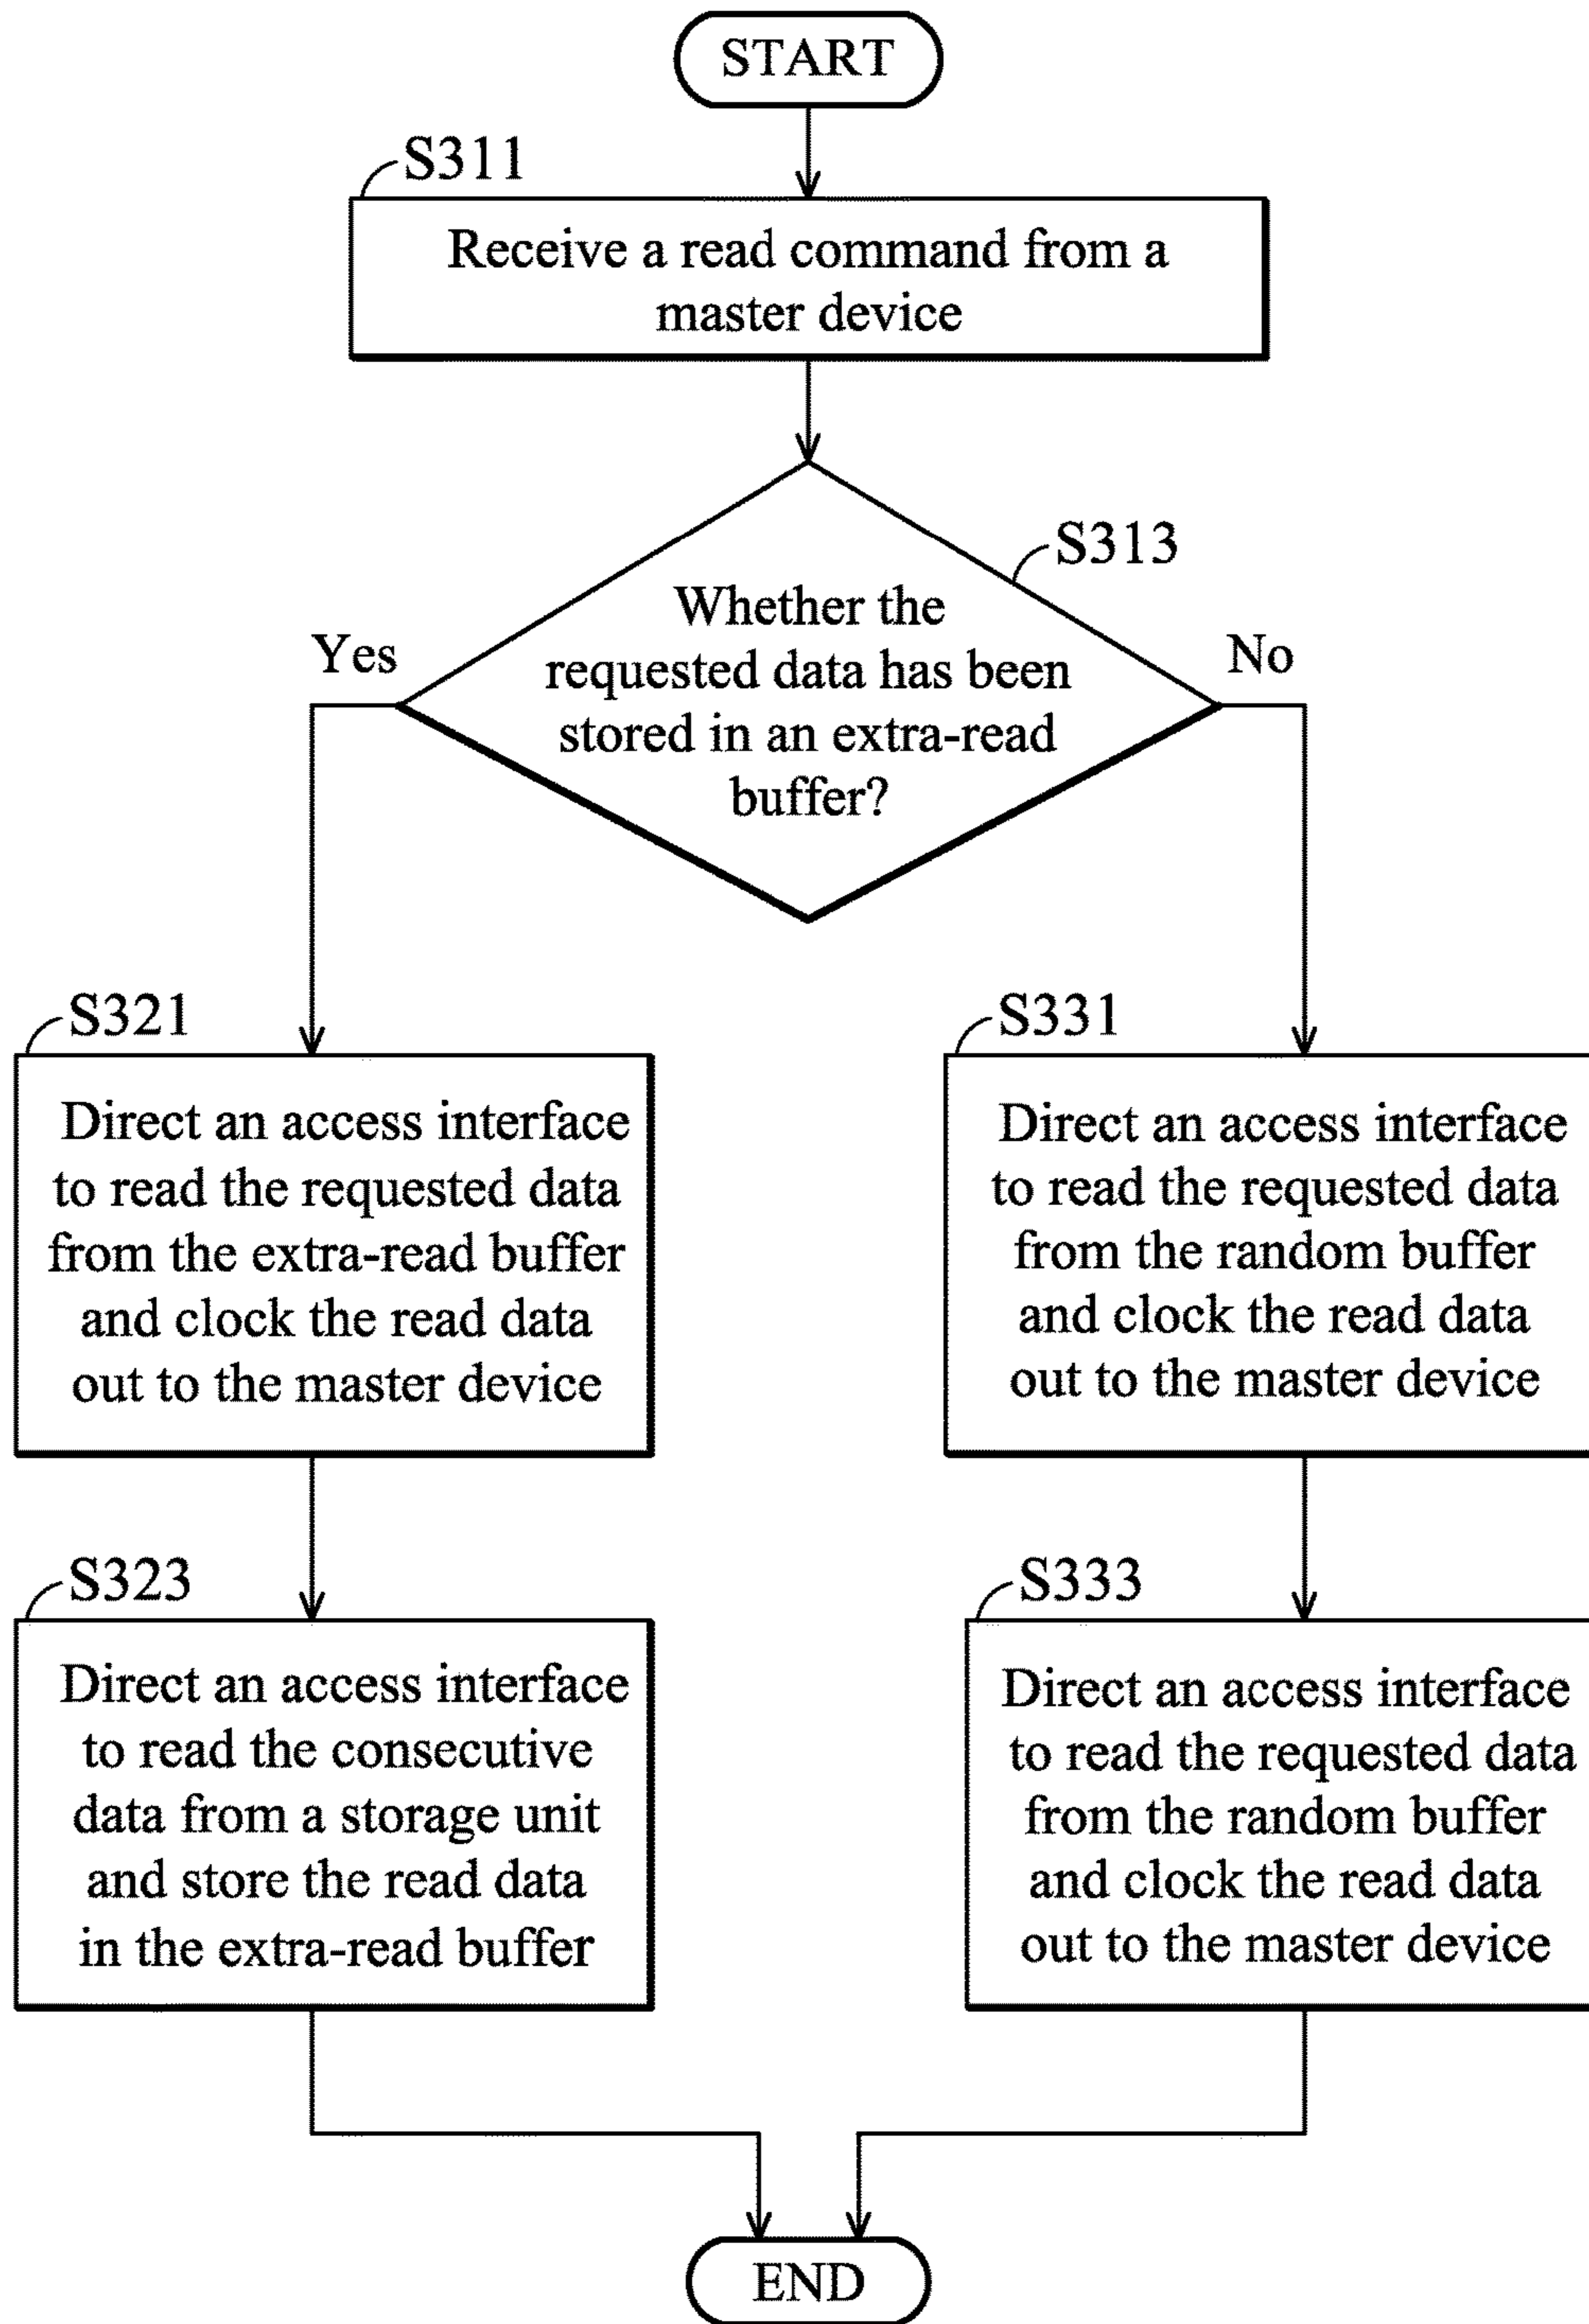 START
S311
Receive a read command from a
master device
S313
Whether the
requested data has been
stored in an extra-read
buffer?
Yes
No
S321
Direct an access interface
to read the requested data
from the extra-read buffer
and clock the read data
out to the master device
S331
Direct an access interface
to read the requested data
from the random buffer
and clock the read data
out to the master device
S323
Direct an access interface
to read the consecutive
data from a storage unit
and store the read data
in the extra-read buffer
S333
Direct an access interface
to read the requested data
from the random buffer
and clock the read data
out to the master device
END